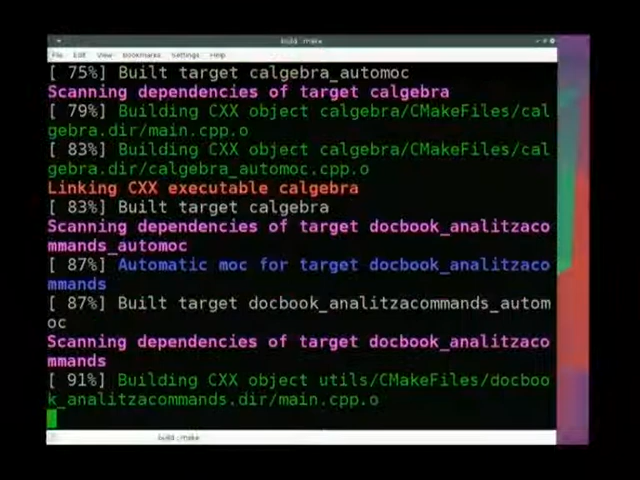 build : make
File Edit View Bookmarks Settings Help
[ 75%] Built target calgebra_automoc
Scanning dependencies of target calgebra
[ 79%] Building CXX object calgebra/CMakeFiles/cal
gebra.dir/main.cpp.o
[ 83%] Building CXX object calgebra/CMakeFiles/cal
gebra.dir/calgebra_automoc.cpp.o
Linking CXX executable calgebra
[ 83%] Built target calgebra
Scanning dependencies of target docbook_analitzaco
mmands_automoc
[ 87%] Automatic moc for target docbook_analitzaco
mmands
[ 87%] Built target docbook_analitzacommands_autom
oc
Scanning dependencies of target docbook_analitzaco
mmands
[ 91%] Building CXX object utils/CMakeFiles/docboo
k_analitzacommands.dir/main.cpp.o
build : make